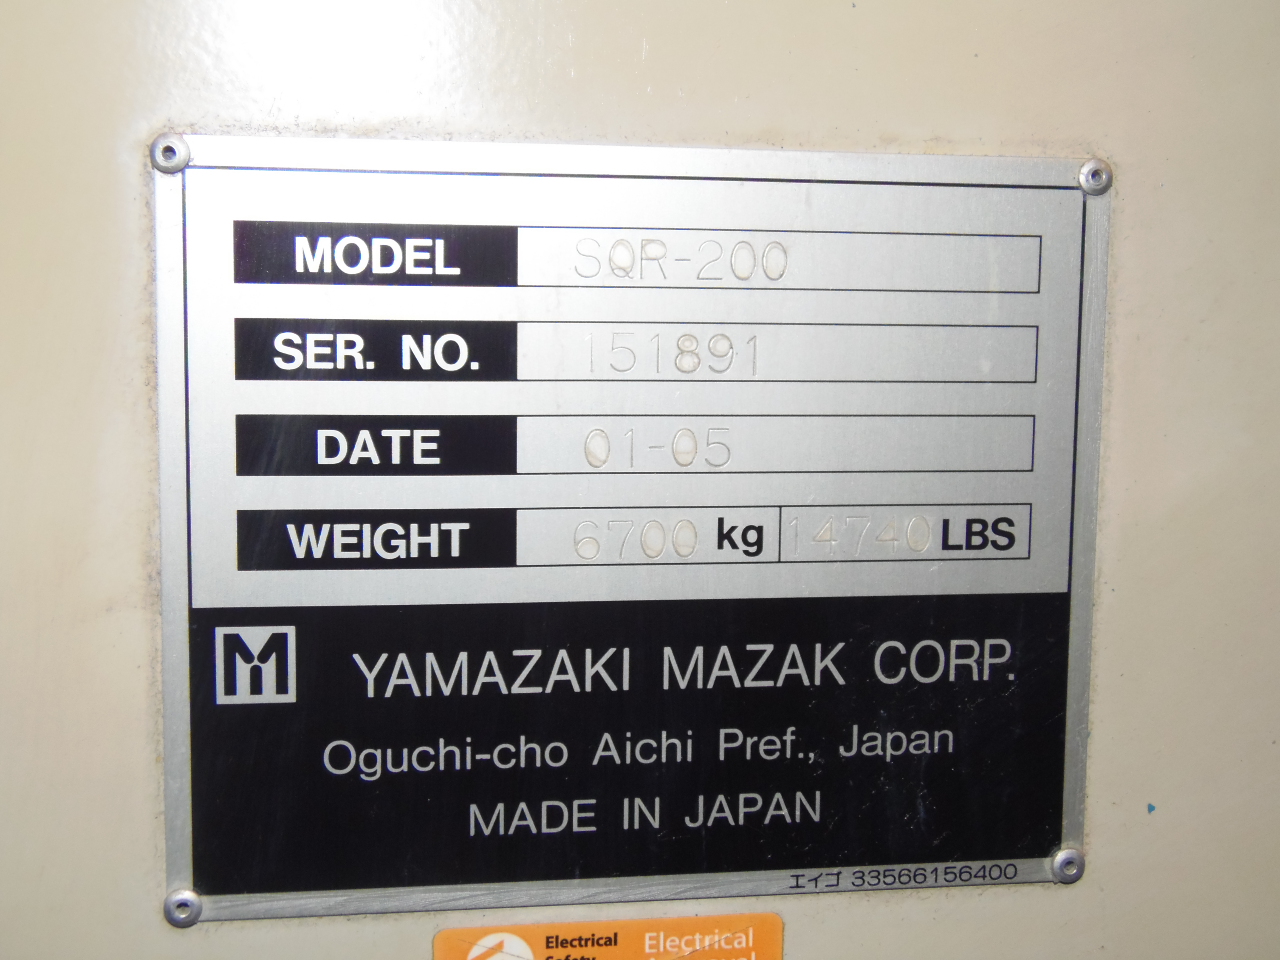 MODEL SQR-200
SER. NO. 151891
DATE 01-05
WEIGHT 6700 kg 14740 LBS
YAMAZAKI MAZAK CORP.
Oguchi-cho Aichi Pref., Japan
MADE IN JAPAN
エイゴ 33566156400
Electrical Electrical
Safety